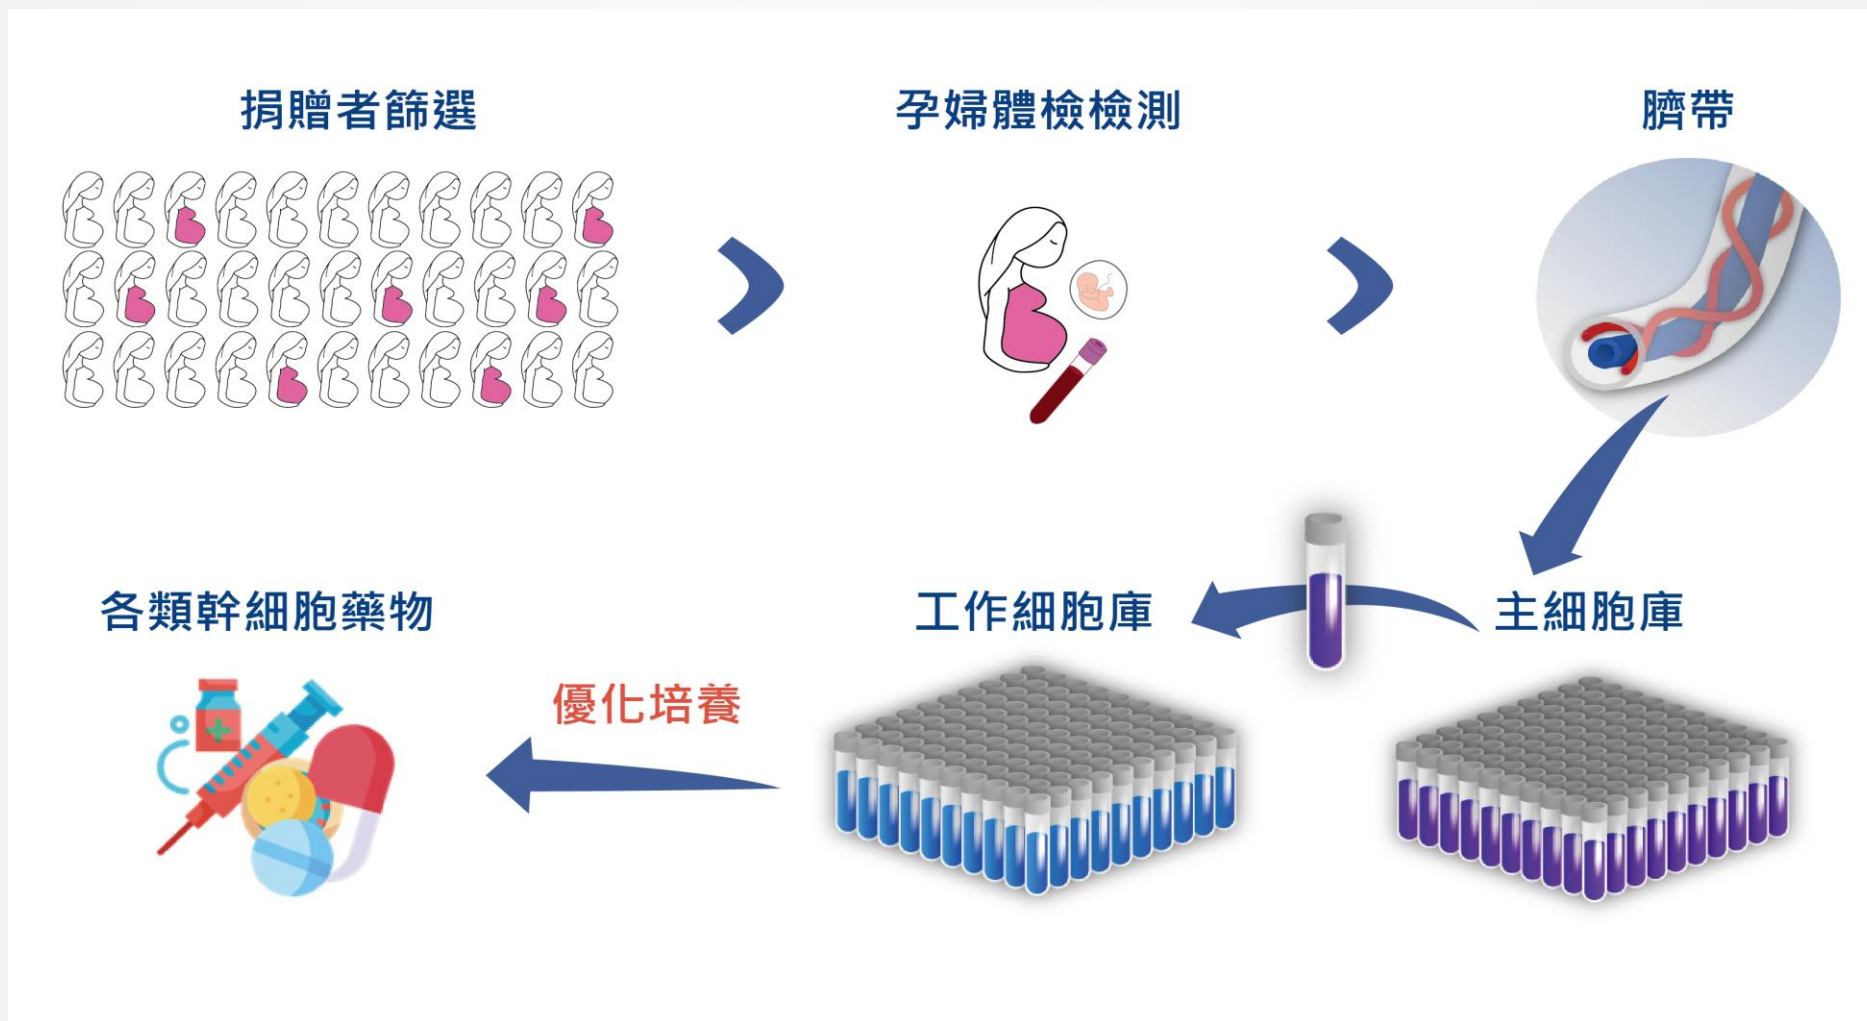 捐贈者篩選
孕婦體檢檢測
臍帶
主細胞庫
工作細胞庫
優化培養
各類幹細胞藥物